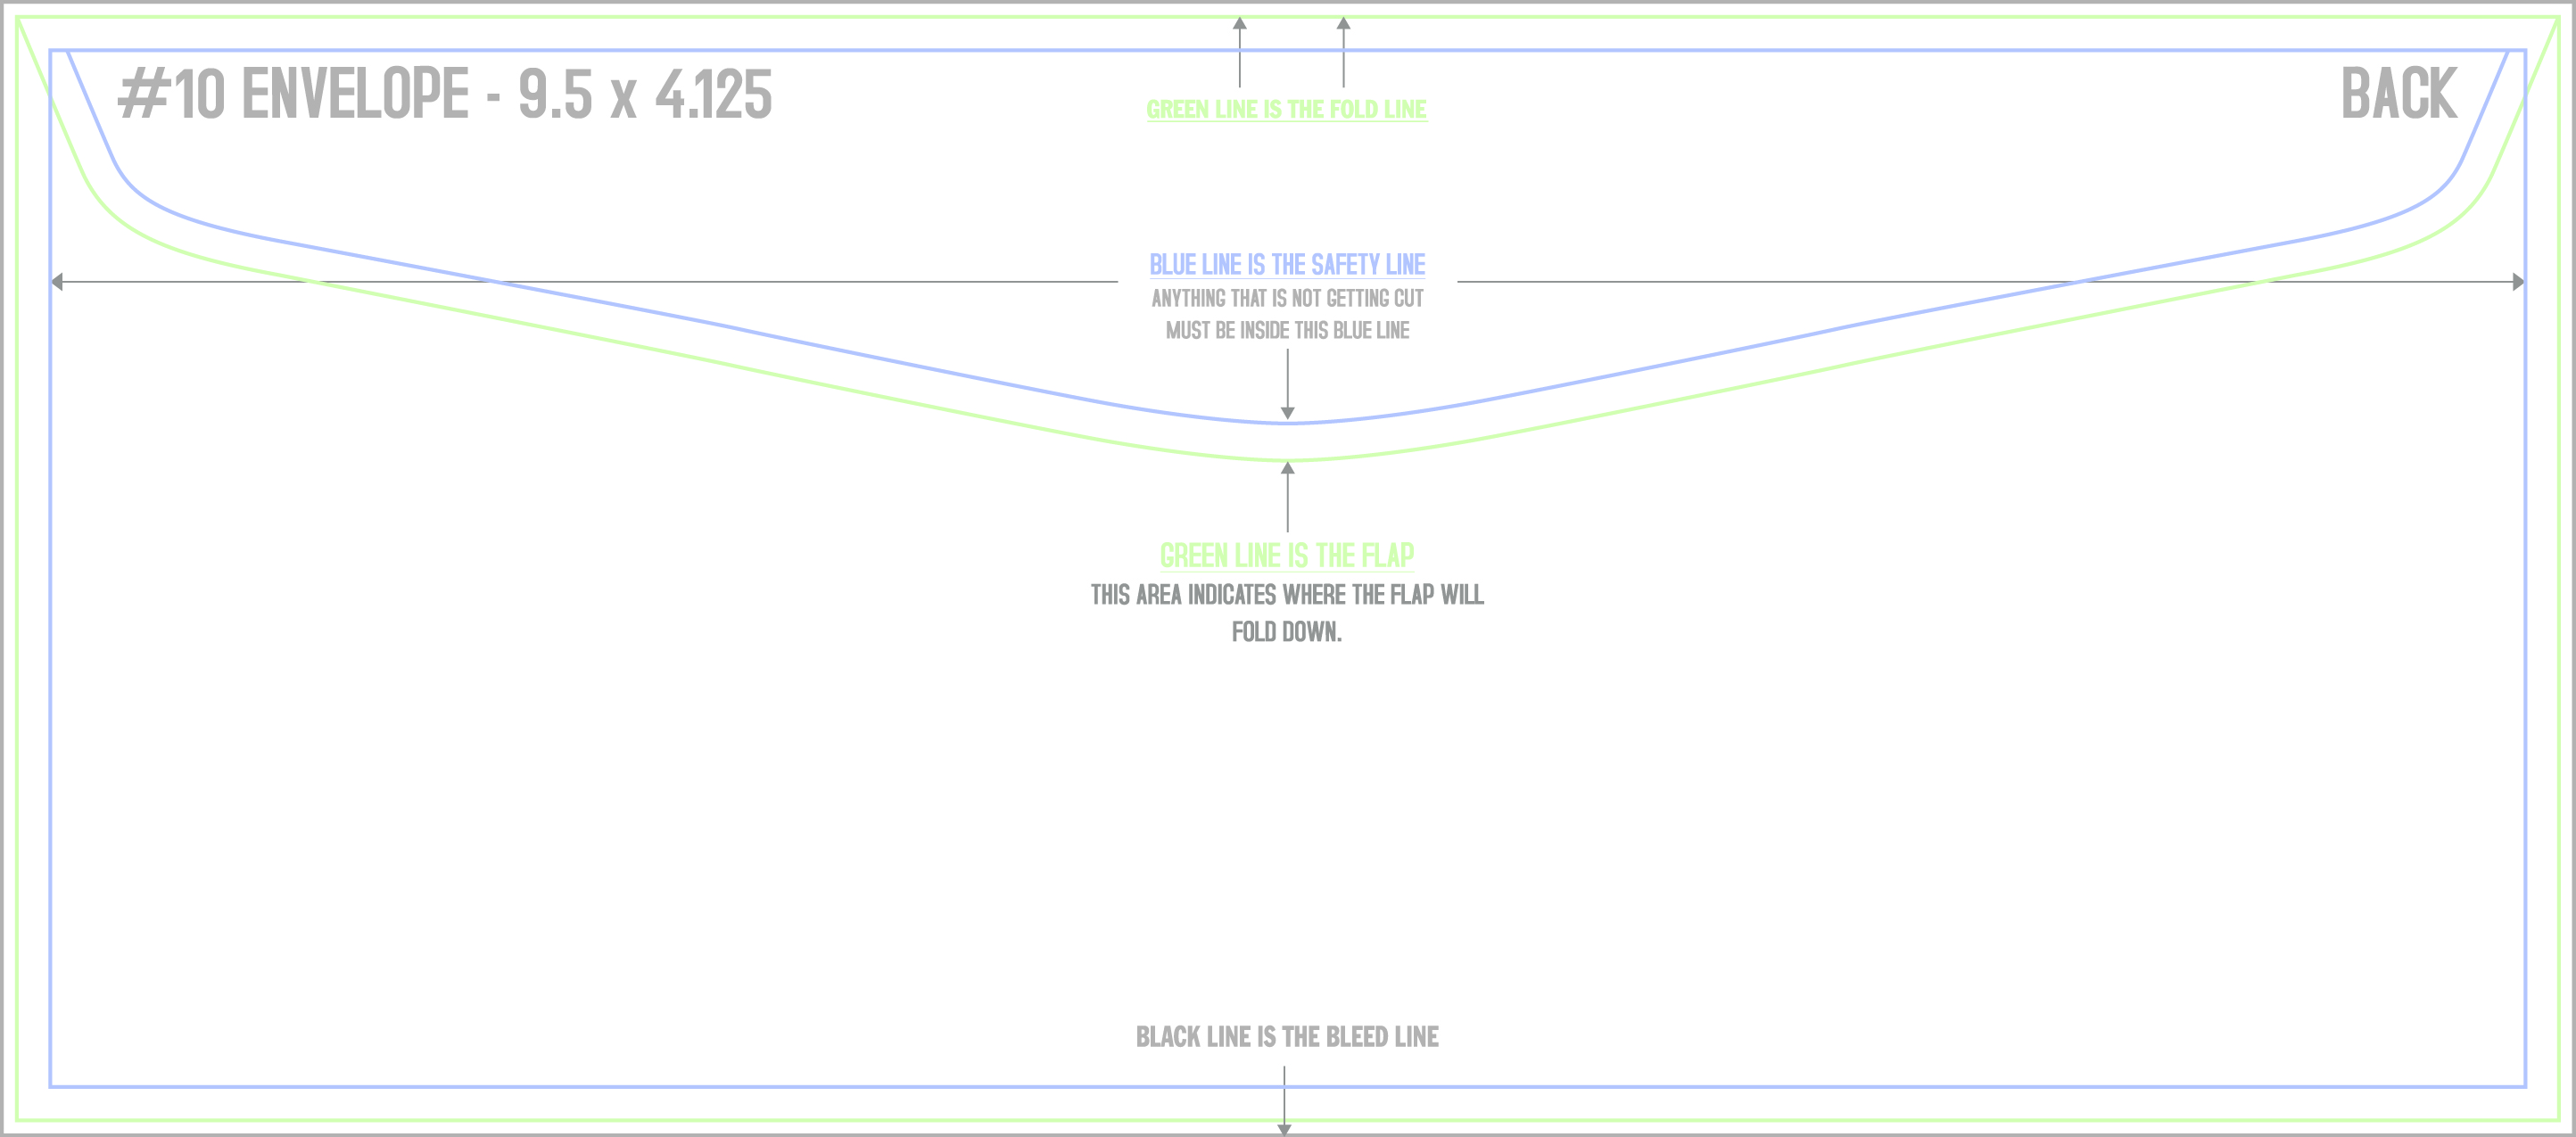 #10 ENVELOPE - 9.5 x 4.125
BACK
GREEN LINE IS THE FOLD LINE
BLUE LINE IS THE SAFETY LINE
ANYTHING THAT IS NOT GETTING CUT
MUST BE INSIDE THIS BLUE LINE
GREEN LINE IS THE FLAP
THIS AREA INDICATES WHERE THE FLAP WILL
FOLD DOWN.
BLACK LINE IS THE BLEED LINE